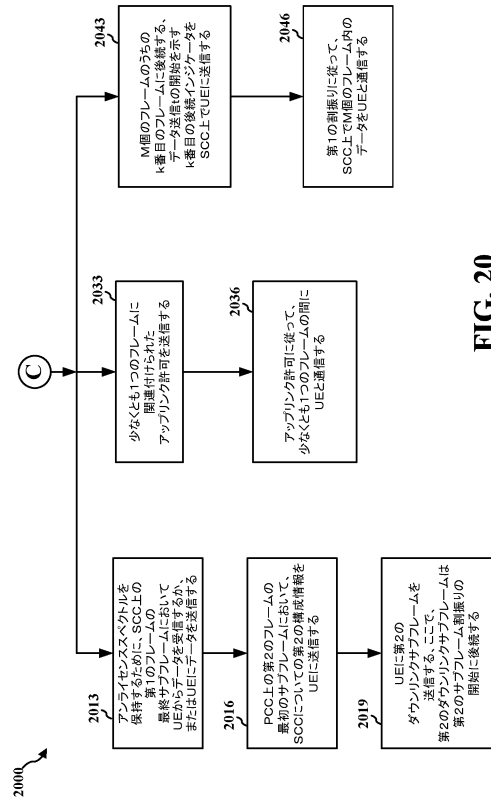 2000
C
2013
アンライセンススペクトルを
保持するために、SCC上の
第1のフレームの
最終サブフレームにおいて
UEからデータを受信するか、
またはUEにデータを送信する
2016
PCC上の第2のフレームの
最初のサブフレームにおいて、
SCCについての第2の構成情報を
UEに送信する
2019
UEに第2の
ダウンリンクサブフレームを
送信する、ここで、
第2のダウンリンクサブフレームは
第2のサブフレーム割振りの
開始に後続する
2033
少なくとも1つのフレームに
関連付けられた
アップリンク許可を送信する
2036
アップリンク許可に従って、
少なくとも1つのフレームの間に
UEと通信する
2043
M個のフレームのうちの
k番目のフレームに後続する、
データ送信tの開始を示す
k番目の後続インジケータを
SCC上でUEに送信する
2046
第1の割振りに従って、
SCC上でM個のフレーム内の
データをUEと通信する
FIG. 20